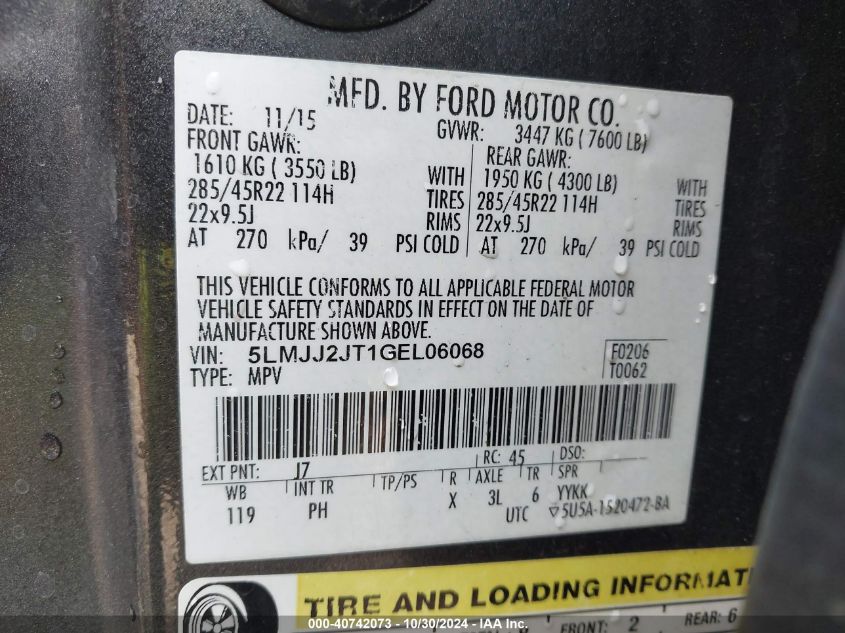 MFD. BY FORD MOTOR CO.
DATE: 11/15 GVWR: 3447 KG ( 7600 LB)
FRONT GAWR: REAR GAWR:
1610 KG ( 3550 LB) WITH 1950 KG ( 4300 LB) WITH
285/45R22 114H TIRES 285/45R22 114H TIRES
22x9.5J RIMS 22x9.5J RIMS
AT 270 kPa/ 39 PSI COLD AT 270 kPa/ 39 PSI COLD
THIS VEHICLE CONFORMS TO ALL APPLICABLE FEDERAL MOTOR
VEHICLE SAFETY STANDARDS IN EFFECT ON THE DATE OF
MANUFACTURE SHOWN ABOVE.
VIN: 5LMJJ2JT1GEL06068 F0206
TYPE: MPV T0062
EXT PNT: J7 RC: 45 DSO:
WB INT TR TP/PS R AXLE TR SPR
119 PH X 3L 6 YYKK
UTC ▽5U5A-1520472-BA
TIRE AND LOADING INFORMAT
FRONT: 2 REAR: 6
000-40742073 - 10/30/2024 - IAA Inc.